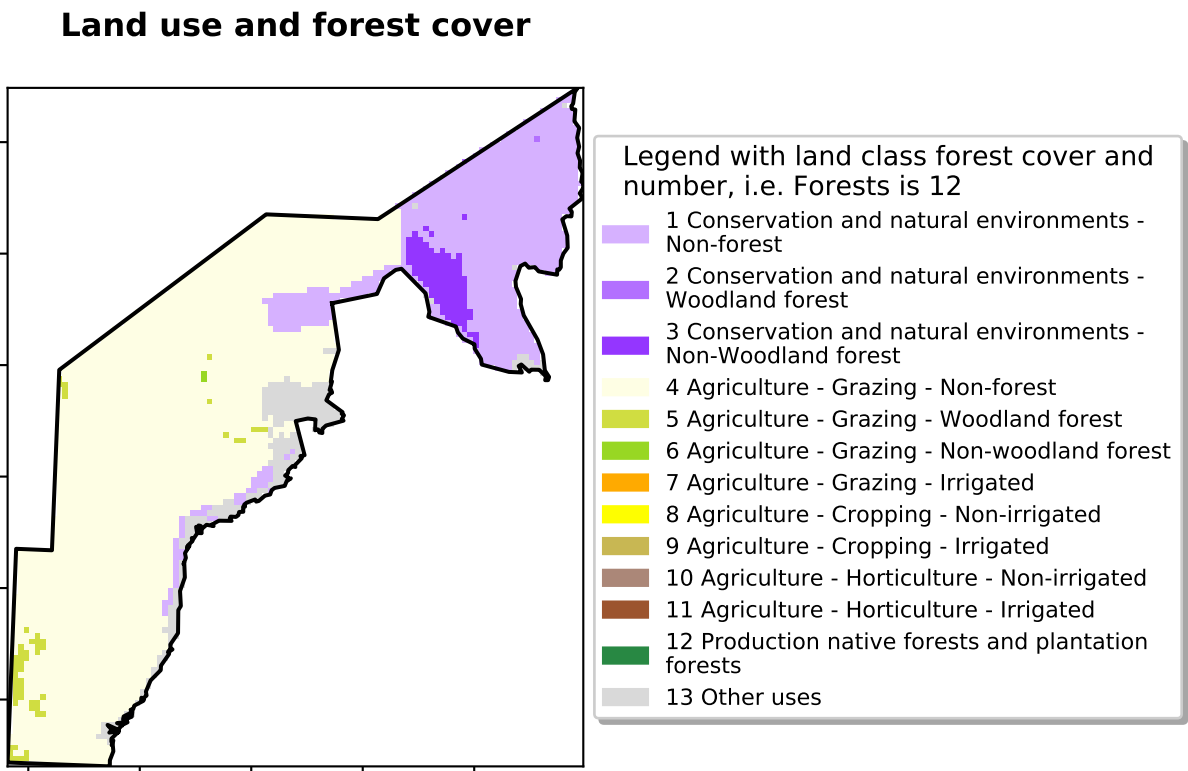 Land use and forest cover
Legend with land class forest cover and
number, i.e. Forests is 12
1 Conservation and natural environments -
Non-forest
2 Conservation and natural environments -
Woodland forest
3 Conservation and natural environments -
Non-Woodland forest
4 Agriculture - Grazing - Non-forest
5 Agriculture - Grazing - Woodland forest
6 Agriculture - Grazing - Non-woodland forest
7 Agriculture - Grazing - Irrigated
8 Agriculture - Cropping - Non-irrigated
9 Agriculture - Cropping - Irrigated
10 Agriculture - Horticulture - Non-irrigated
11 Agriculture - Horticulture - Irrigated
12 Production native forests and plantation
forests
13 Other uses